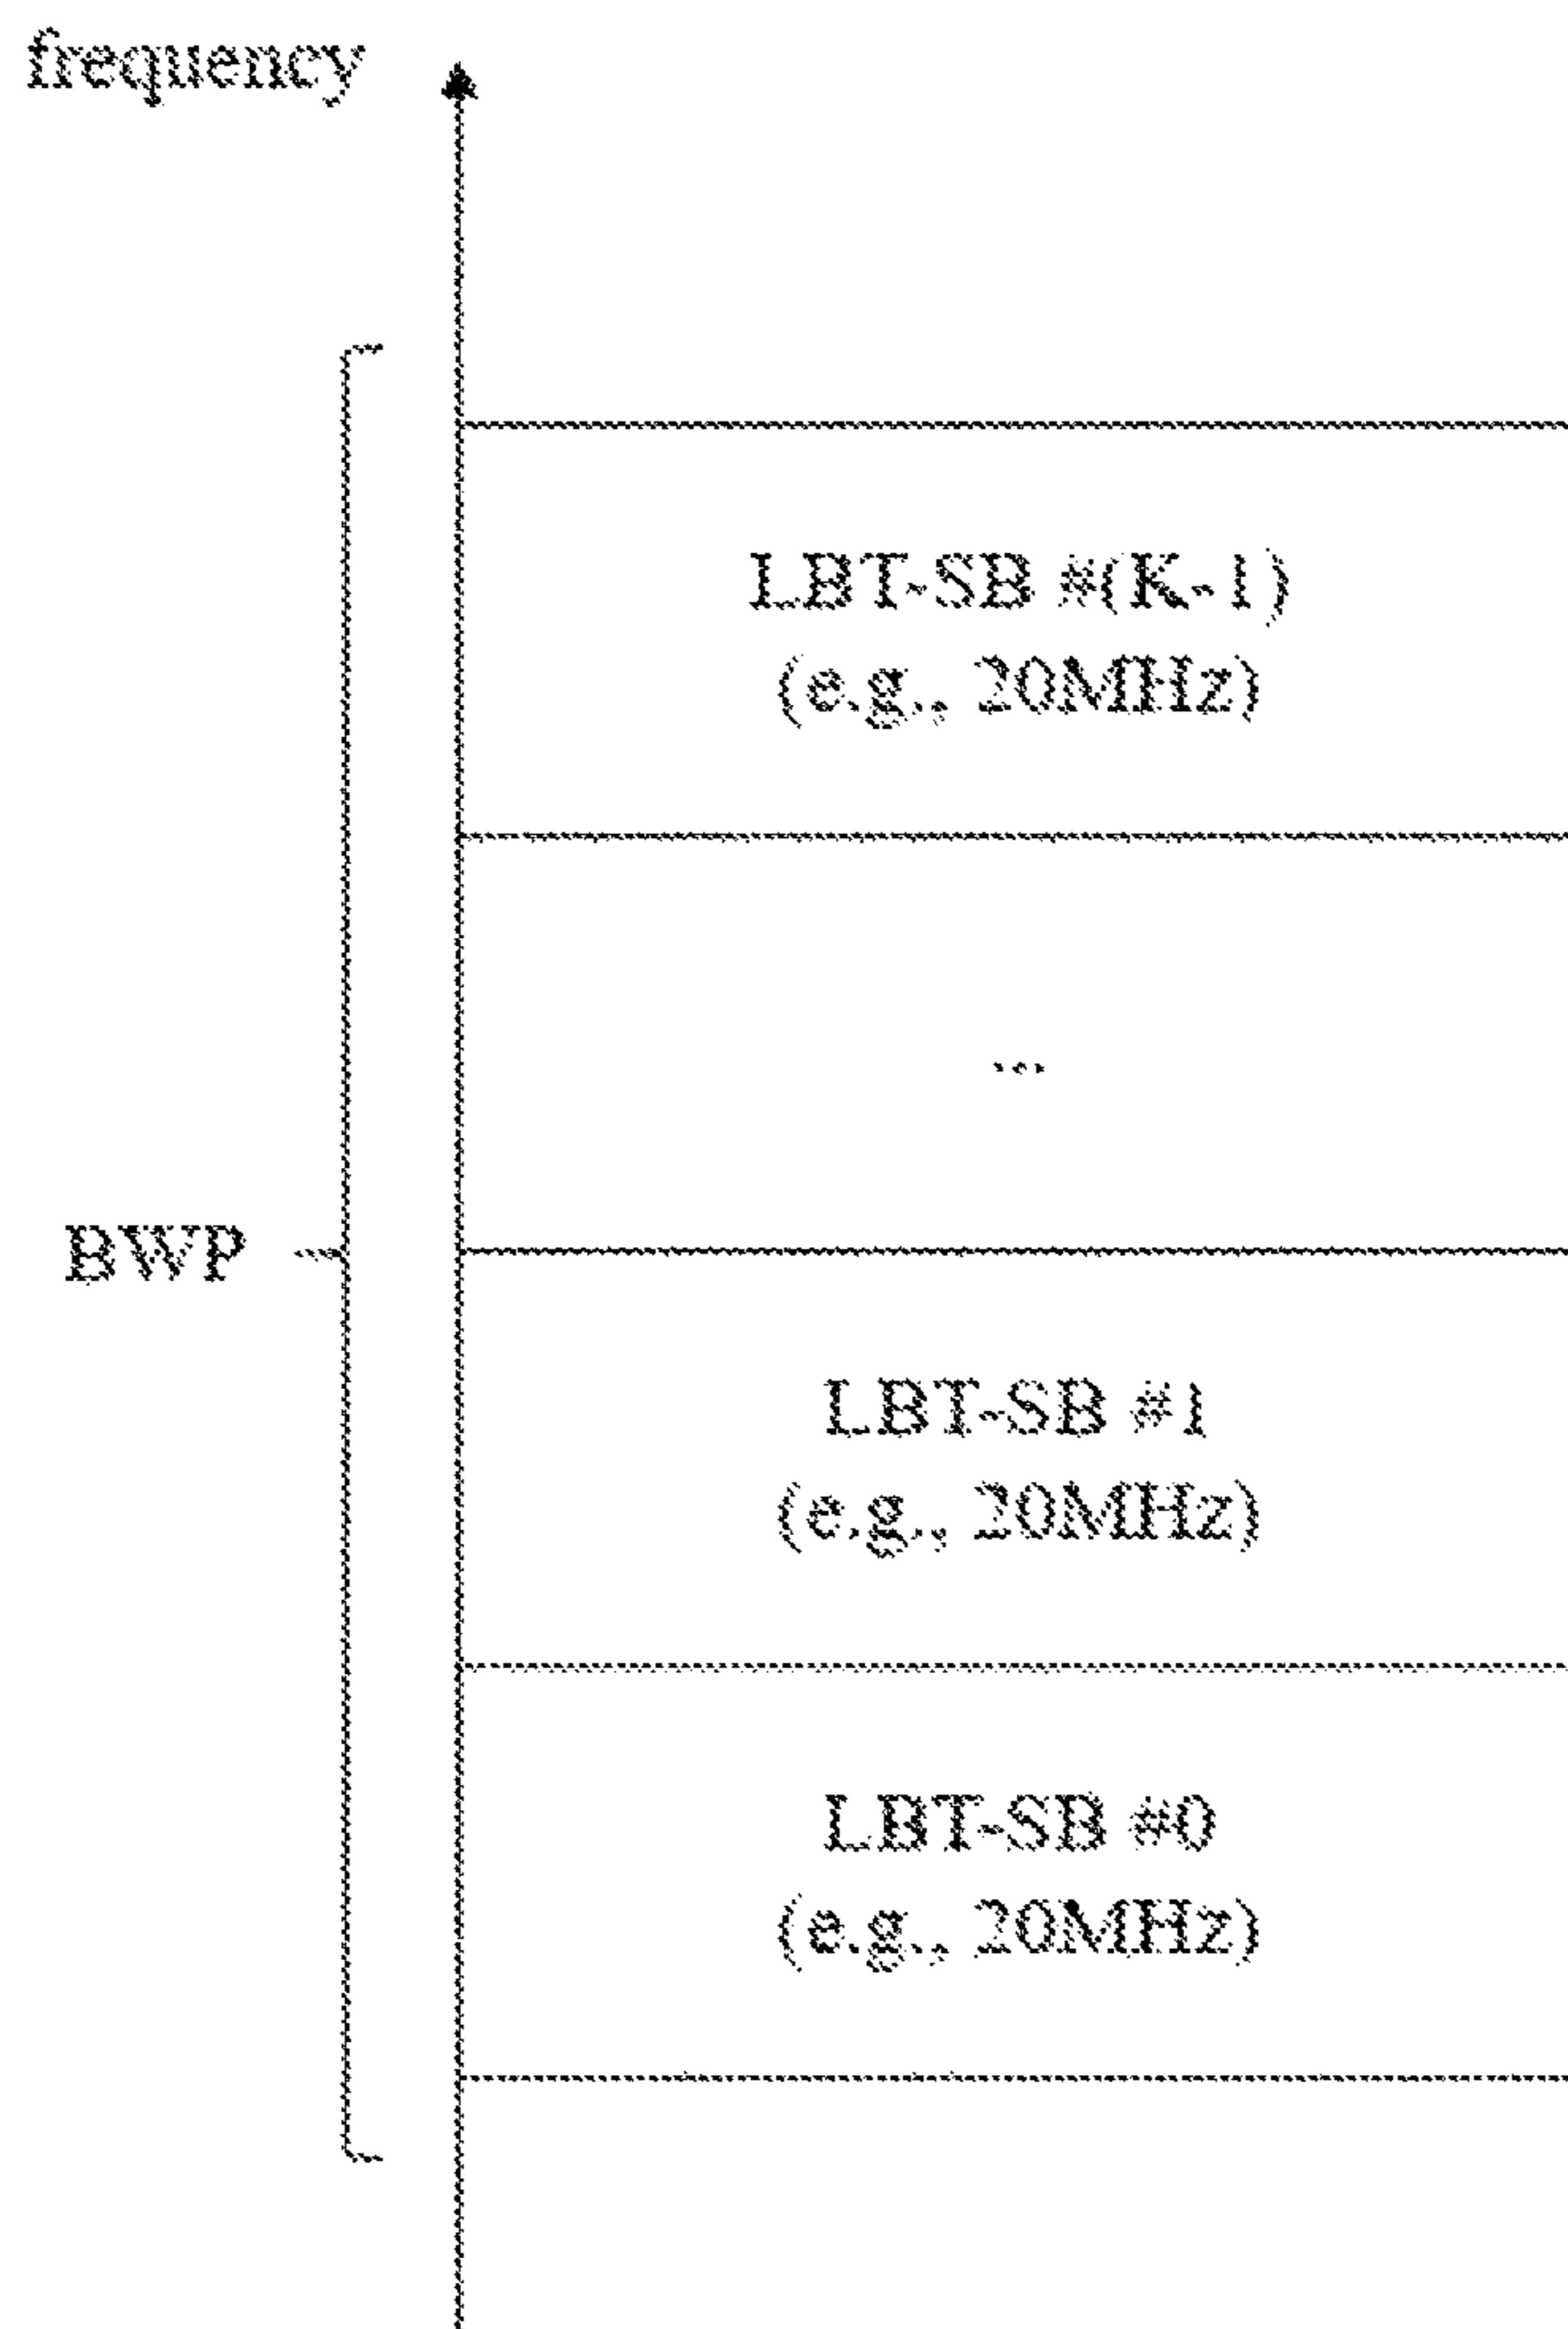 frequency
LBT-SB #(K-1)
(e.g., 20MHz)
...
BWP
LBT-SB #1
(e.g., 20MHz)
LBT-SB #0
(e.g., 20MHz)